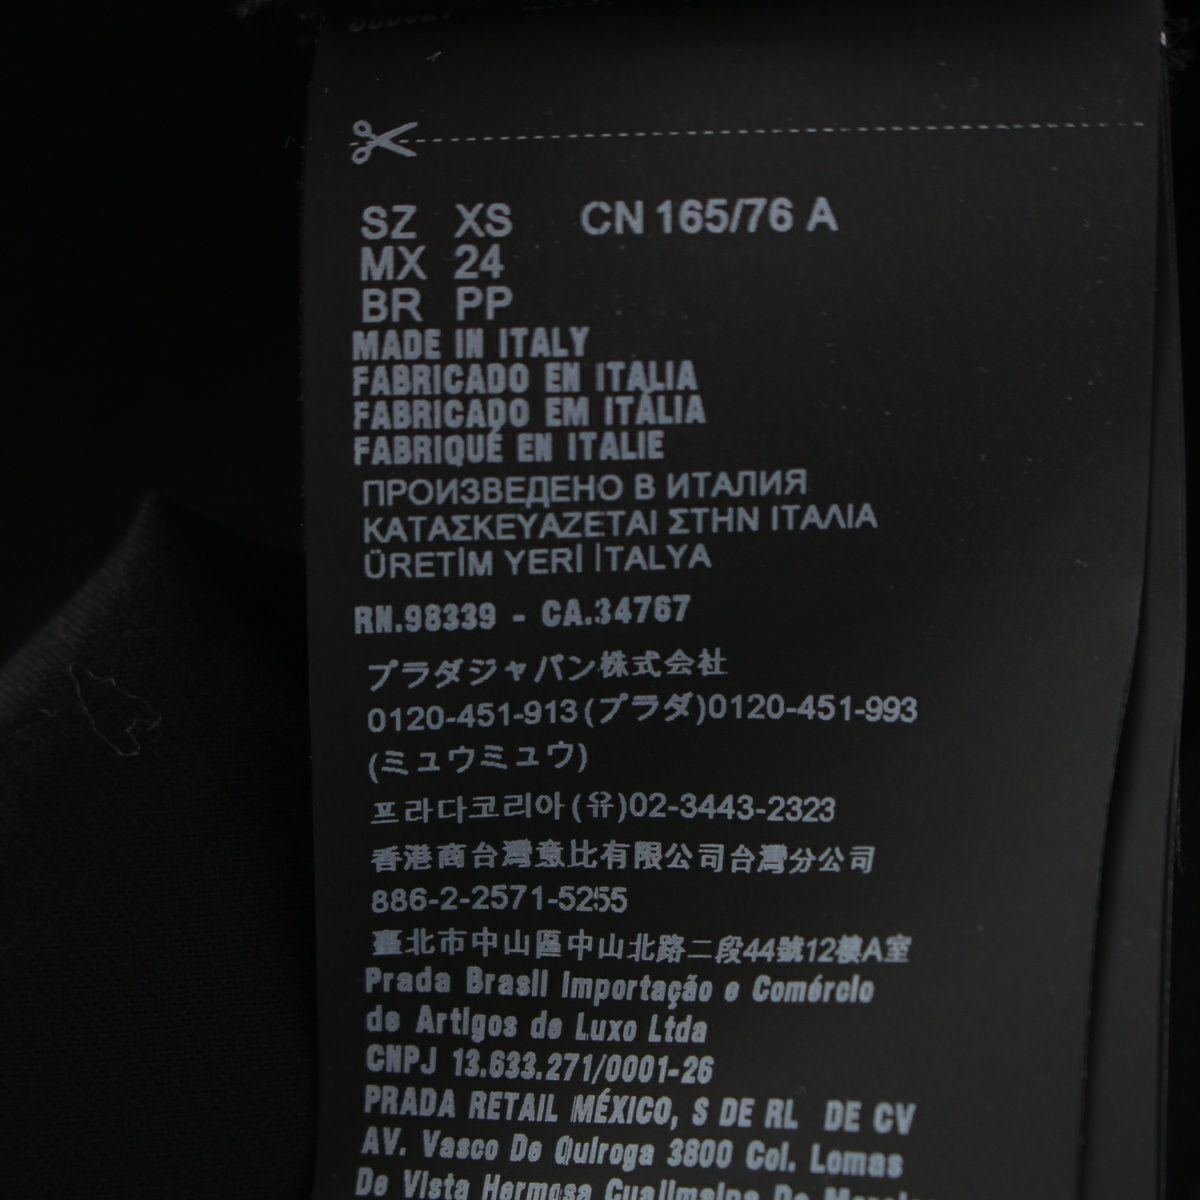 SZ XS CN 165/76 A
MX 24
BR PP
MADE IN ITALY
FABRICADO EN ITALIA
FABRICADO EM ITÁLIA
FABRIQUÉ EN ITALIE
ПРОИЗВЕДЕНО В ИТАЛИЯ
ΚΑΤΑΣΚΕΥΑΖΕΤΑΙ ΣΤΗΝ ΙΤΑΛΙΑ
ÜRETİM YERİ İTALYA
RN.98339 - CA.34767
プラダジャパン株式会社
0120-451-913(プラダ)0120-451-993
(ミュウミュウ)
프라다코리아(유)02-3443-2323
香港商台灣意比有限公司台灣分公司
886-2-2571-5255
臺北市中山區中山北路二段44號12樓A室
Prada Brasil Importação e Comércio
de Artigos de Luxo Ltda
CNPJ 13.633.271/0001-26
PRADA RETAIL MÉXICO, S DE RL DE CV
AV. Vasco De Quiroga 3800 Col. Lomas
De Vista Hermosa Cuajimalpa De